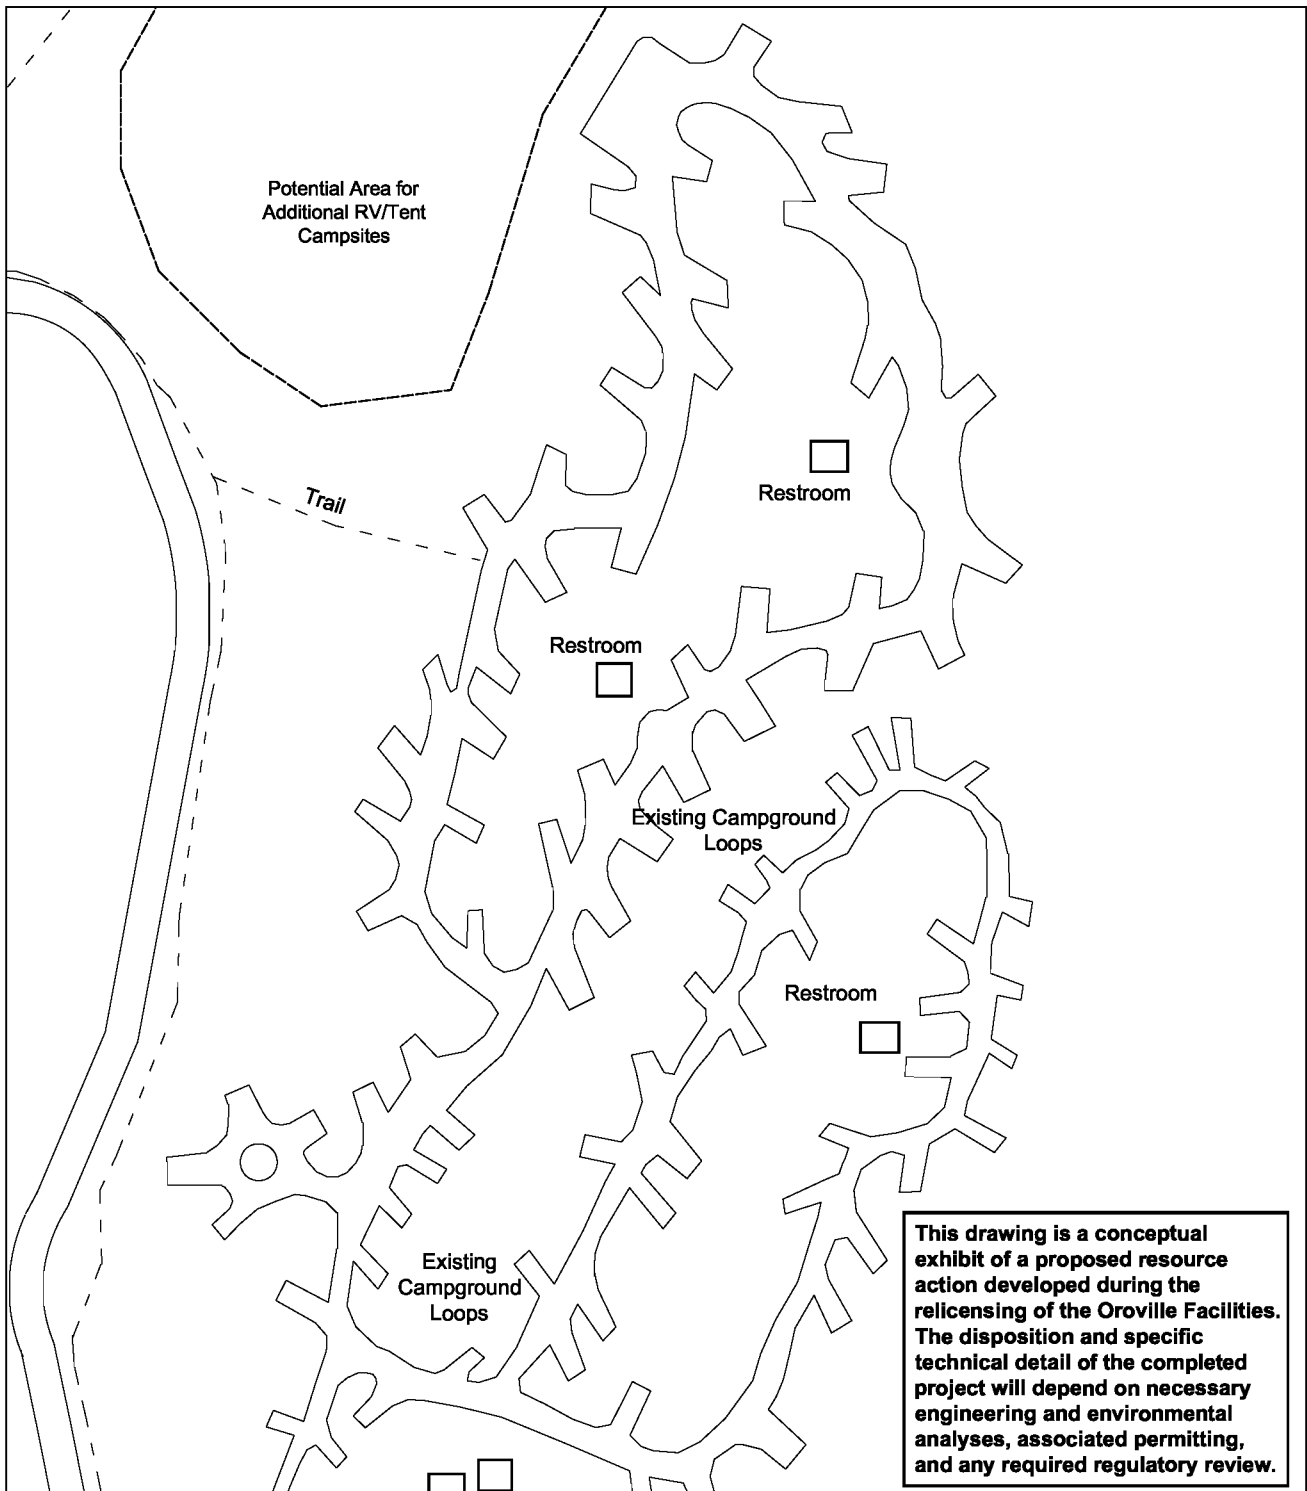 Potential Area for
Additional RV/Tent
Campsites
Trail
Restroom
Restroom
Existing Campground
Loops
Restroom
Existing
Campground
Loops
This drawing is a conceptual
exhibit of a proposed resource
action developed during the
relicensing of the Oroville Facilities.
The disposition and specific
technical detail of the completed
project will depend on necessary
engineering and environmental
analyses, associated permitting,
and any required regulatory review.